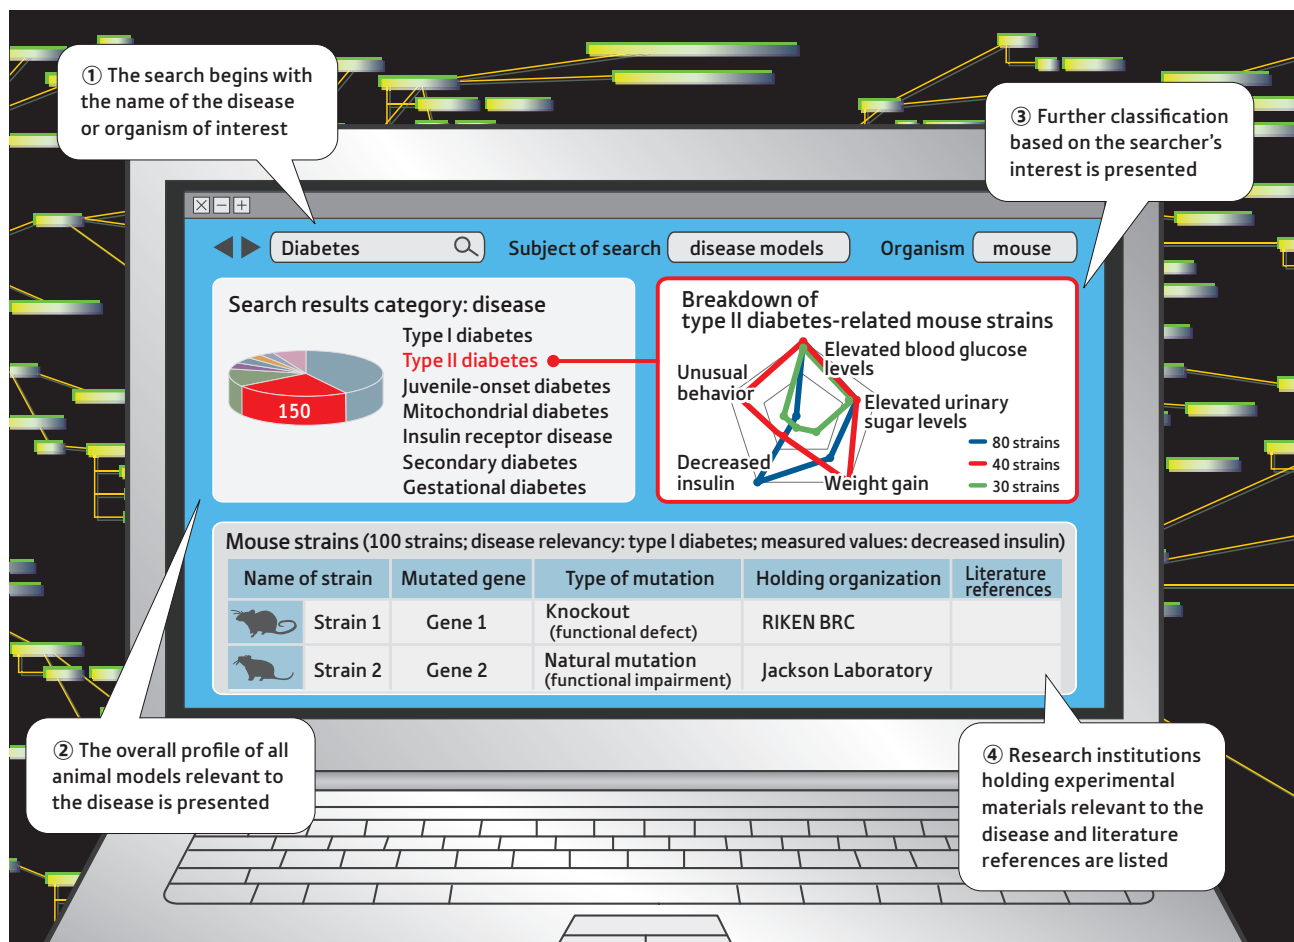 ① The search begins with
the name of the disease
or organism of interest
③ Further classification
based on the searcher’s
interest is presented
Diabetes
Subject of search
disease models
Organism
mouse
Search results category: disease
Type I diabetes
Type II diabetes
Juvenile-onset diabetes
Mitochondrial diabetes
Insulin receptor disease
Secondary diabetes
Gestational diabetes
150
Breakdown of
type II diabetes-related mouse strains
Elevated blood glucose
levels
Unusual
behavior
Elevated urinary
sugar levels
Decreased
insulin
Weight gain
80 strains
40 strains
30 strains
Mouse strains (100 strains; disease relevancy: type I diabetes; measured values: decreased insulin)
Name of strain
Mutated gene
Type of mutation
Holding organization
Literature
references
Strain 1
Gene 1
Knockout
(functional defect)
RIKEN BRC
Strain 2
Gene 2
Natural mutation
(functional impairment)
Jackson Laboratory
② The overall profile of all
animal models relevant to
the disease is presented
④ Research institutions
holding experimental
materials relevant to the
disease and literature
references are listed